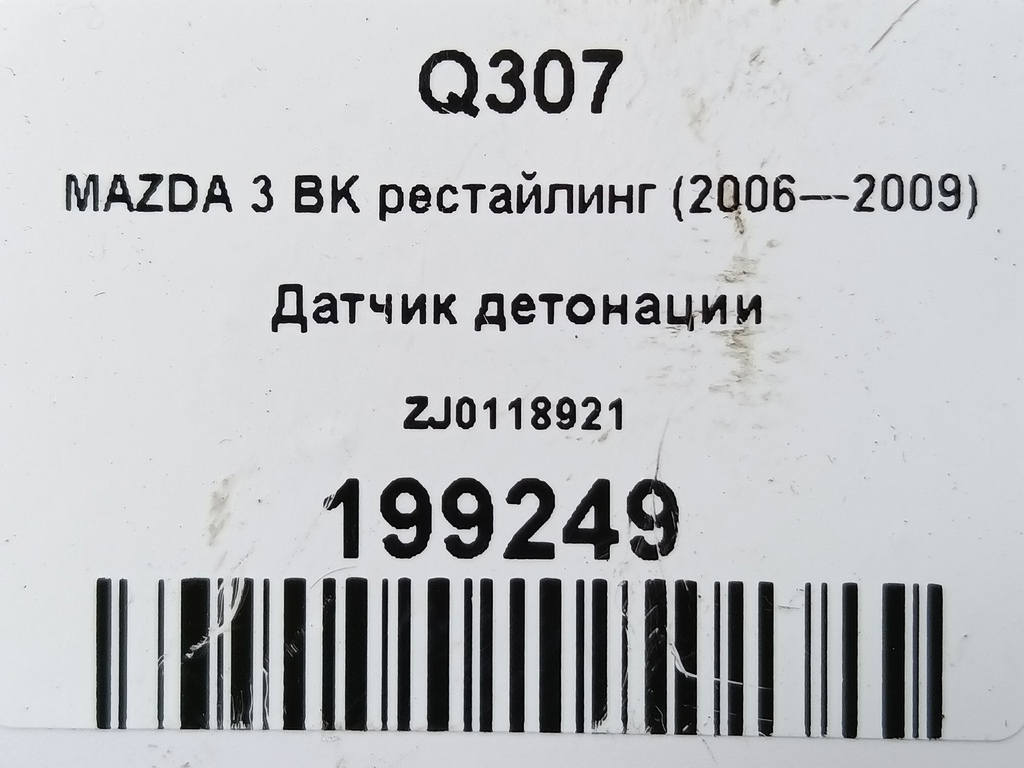 Q307
MAZDA 3 BK рестайлинг (2006—2009)
Датчик детонации
ZJ0118921
199249